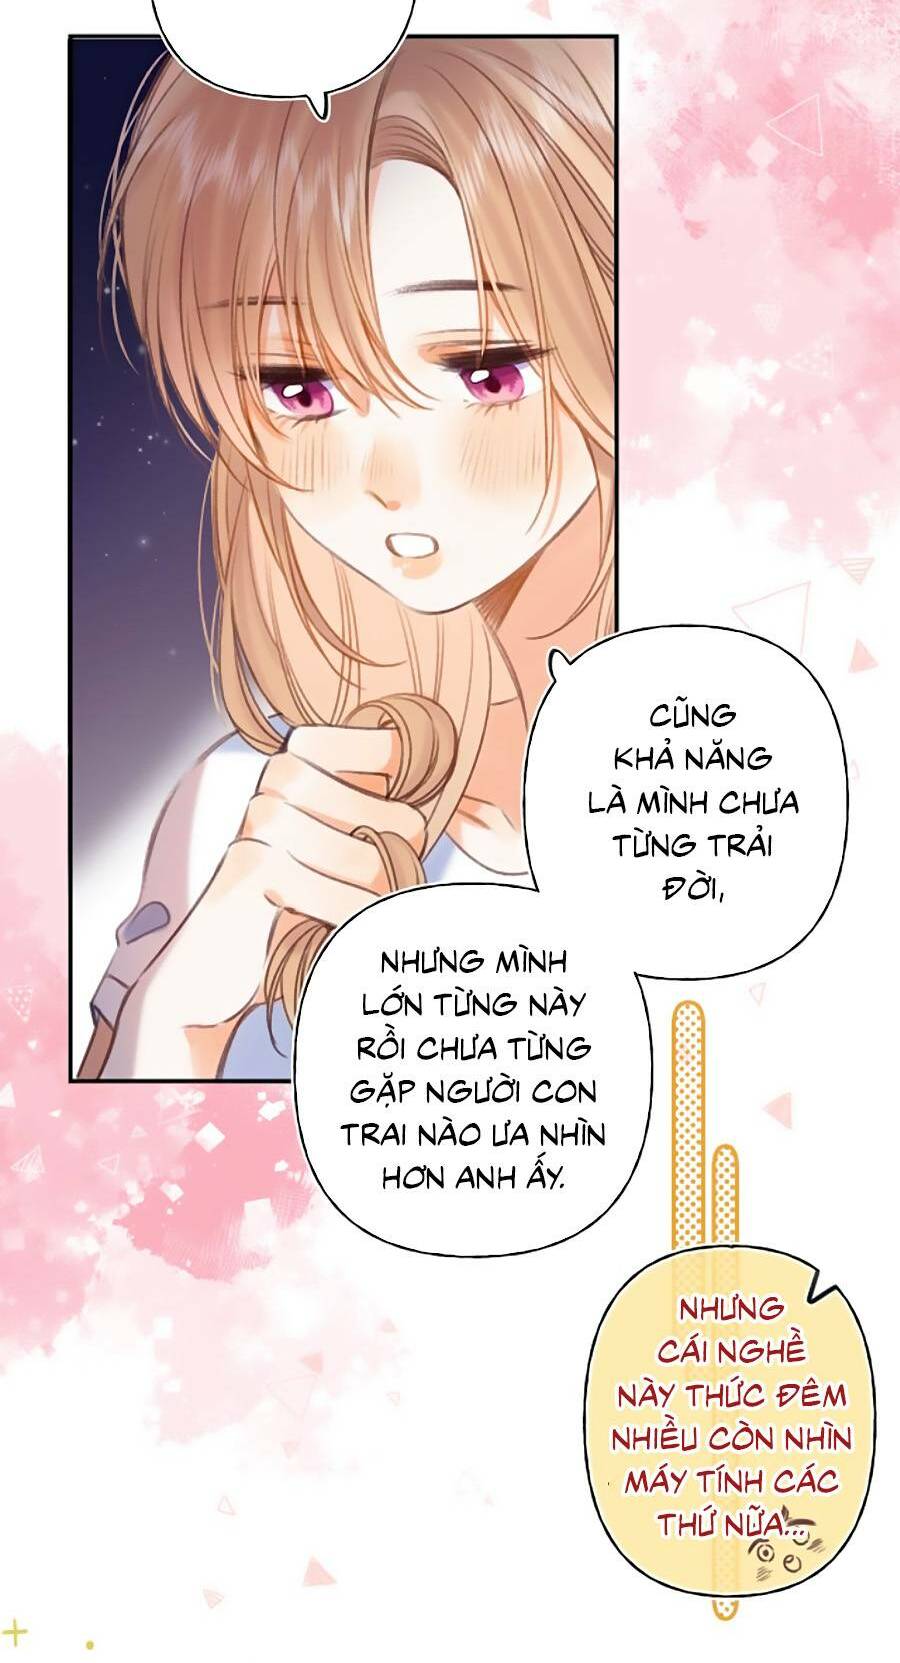 CŨNG
KHẢ NĂNG
LÀ MÌNH CHƯA
TỪNG TRẢI
ĐỜI,
NHƯNG MÌNH
LỚN TỪNG NÀY
RỒI CHƯA TỪNG
GẶP NGƯỜI CON
TRAI NÀO ƯA NHÌN
HƠN ANH ẤY.
NHƯNG
CÁI NGHỀ
NÀY THỨC ĐÊM
NHIỀU CÒN NHÌN
MÁY TÍNH CÁC
THỨ NỮA...